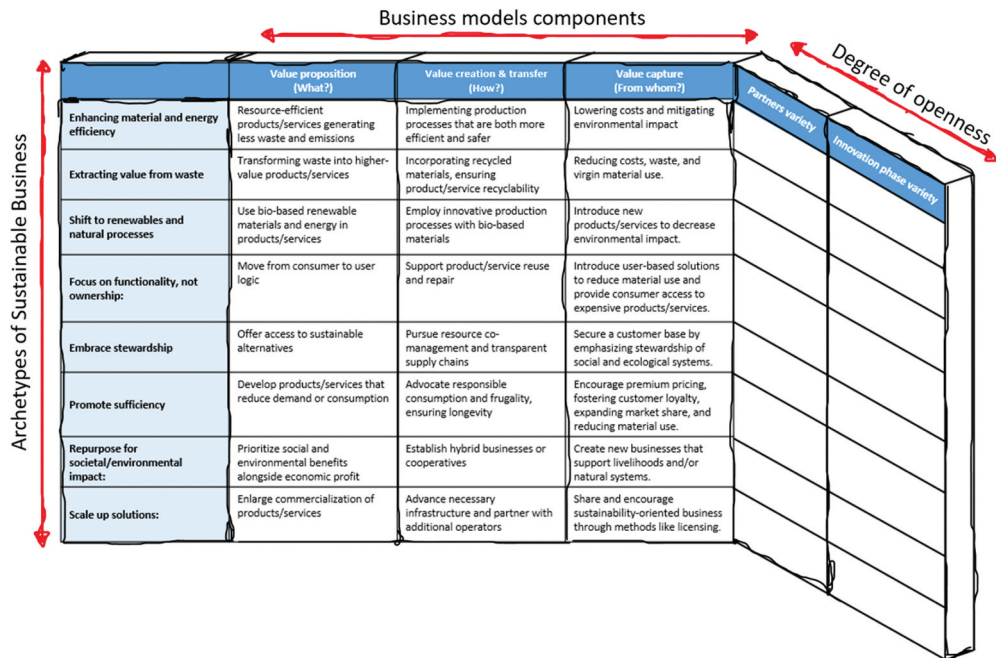 Business models components
Degree of openness
Archetypes of Sustainable Business
Value proposition
(What?)
Value creation & transfer
(How?)
Value capture
(From whom?)
Partners variety
Innovation phase variety
Enhancing material and energy
efficiency
Resource-efficient
products/services generating
less waste and emissions
Implementing production
processes that are both more
efficient and safer
Lowering costs and mitigating
environmental impact
Extracting value from waste
Transforming waste into higher-
value products/services
Incorporating recycled
materials, ensuring
product/service recyclability
Reducing costs, waste, and
virgin material use.
Shift to renewables and
natural processes
Use bio-based renewable
materials and energy in
products/services
Employ innovative production
processes with bio-based
materials
Introduce new
products/services to decrease
environmental impact.
Focus on functionality, not
ownership:
Move from consumer to user
logic
Support product/service reuse
and repair
Introduce user-based solutions
to reduce material use and
provide consumer access to
expensive products/services.
Embrace stewardship
Offer access to sustainable
alternatives
Pursue resource co-
management and transparent
supply chains
Secure a customer base by
emphasizing stewardship of
social and ecological systems.
Promote sufficiency
Develop products/services that
reduce demand or consumption
Advocate responsible
consumption and frugality,
ensuring longevity
Encourage premium pricing,
fostering customer loyalty,
expanding market share, and
reducing material use.
Repurpose for
societal/environmental
impact:
Prioritize social and
environmental benefits
alongside economic profit
Establish hybrid businesses or
cooperatives
Create new businesses that
support livelihoods and/or
natural systems.
Scale up solutions:
Enlarge commercialization of
products/services
Advance necessary
infrastructure and partner with
additional operators
Share and encourage
sustainability-oriented business
through methods like licensing.